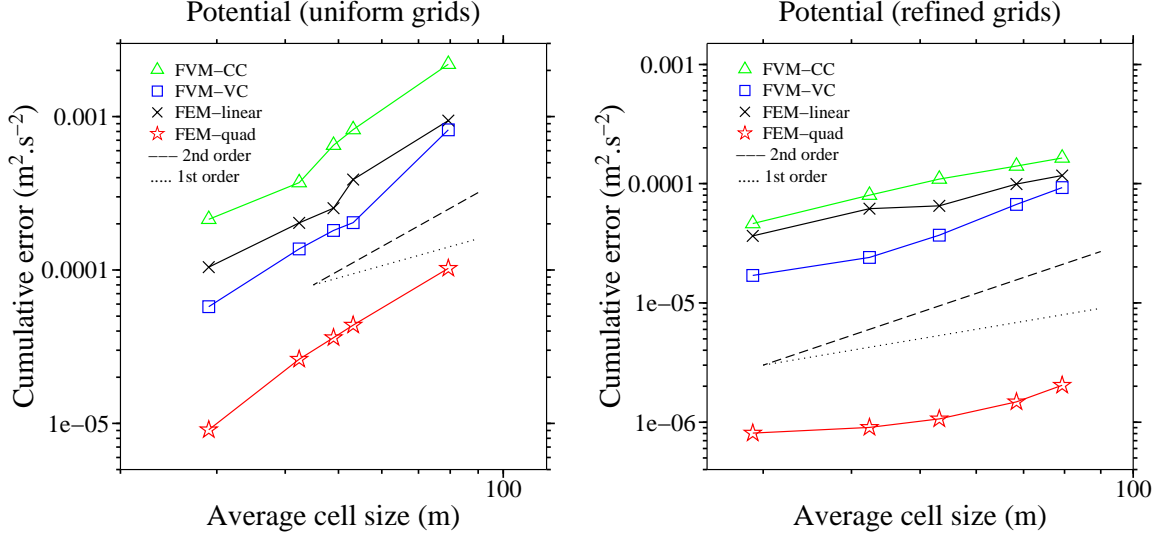 Potential (uniform grids)
FVM−CC
FVM−VC
FEM−linear
FEM−quad
2nd order
1st order
0.001
0.0001
1e−05
100
Cumulative error (m².s⁻²)
Average cell size (m)
Potential (refined grids)
FVM−CC
FVM−VC
FEM−linear
FEM−quad
2nd order
1st order
0.001
0.0001
1e−05
1e−06
100
Cumulative error (m².s⁻²)
Average cell size (m)